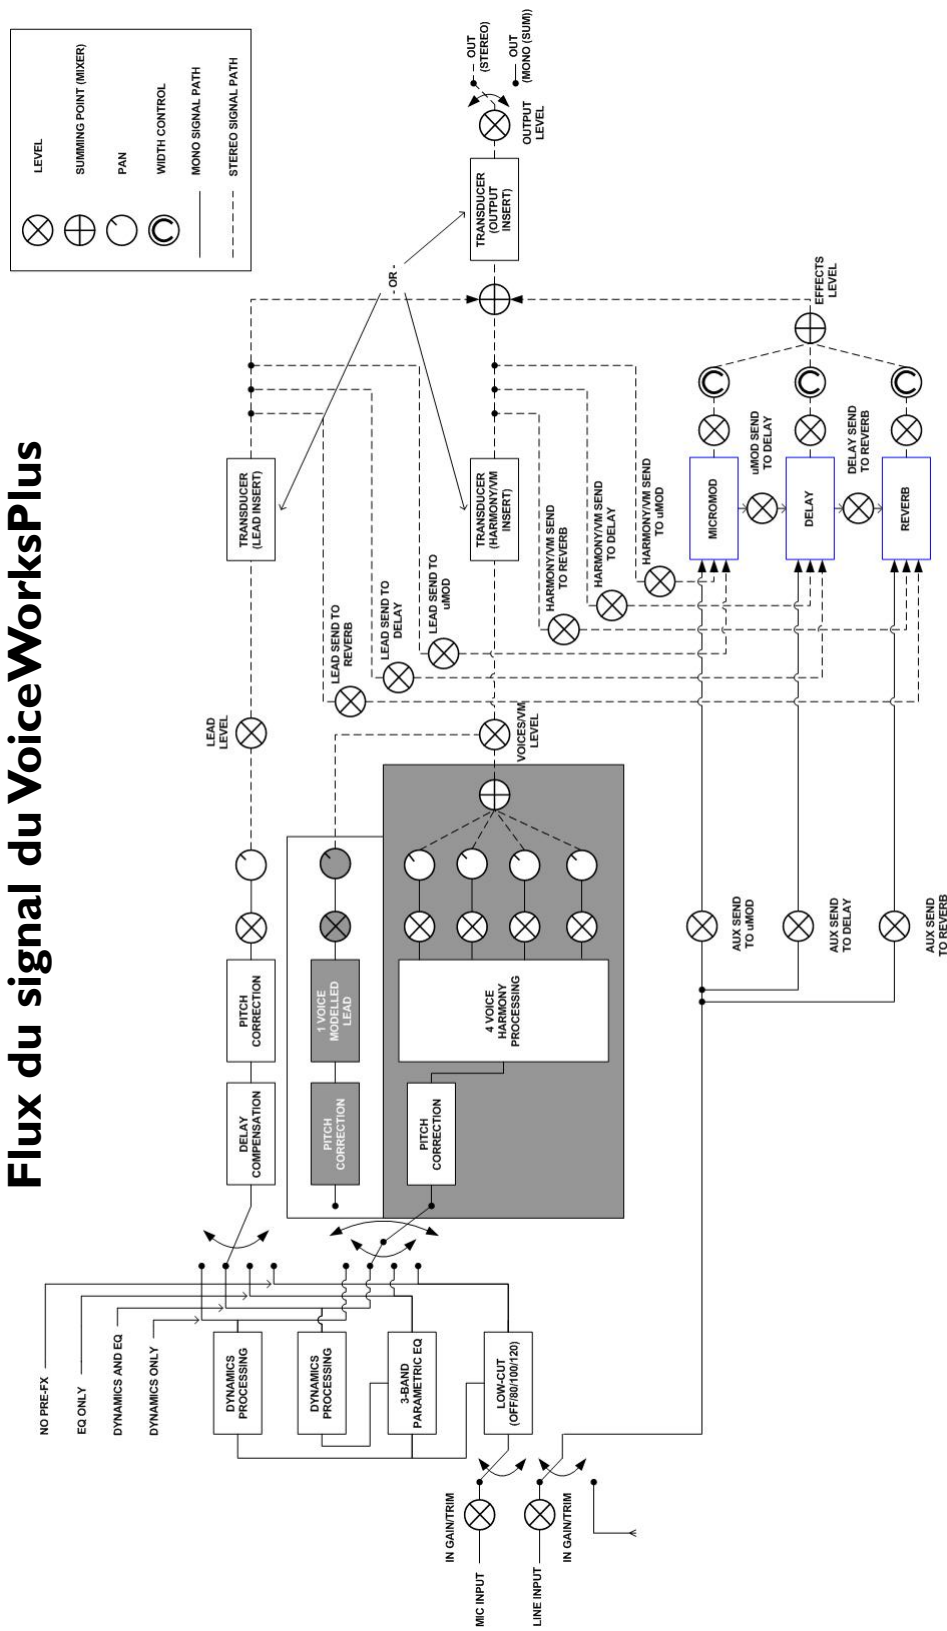 Flux du signal du VoiceWorksPlus
LEVEL
SUMMING POINT (MIXER)
PAN
WIDTH CONTROL
MONO SIGNAL PATH
STEREO SIGNAL PATH
NO PRE-FX
EQ ONLY
DYNAMICS AND EQ
DYNAMICS ONLY
DYNAMICS
PROCESSING
DYNAMICS
PROCESSING
3-BAND
PARAMETRIC EQ
LOW-CUT
(OFF/80/100/120)
MIC INPUT
IN GAIN/TRIM
LINE INPUT
IN GAIN/TRIM
DELAY
COMPENSATION
PITCH
CORRECTION
LEAD
LEVEL
TRANSDUCER
(LEAD INSERT)
PITCH
CORRECTION
1 VOICE
MODELLED
LEAD
PITCH
CORRECTION
4 VOICE
HARMONY
PROCESSING
VOICES/VM
LEVEL
TRANSDUCER
(HARMONY/VM
INSERT)
- OR -
TRANSDUCER
(OUTPUT
INSERT)
OUTPUT
LEVEL
OUT
(STEREO)
OUT
(MONO (SUM))
LEAD SEND TO
REVERB
LEAD SEND TO
DELAY
LEAD SEND TO
uMOD
HARMONY/VM SEND
TO REVERB
HARMONY/VM SEND
TO DELAY
HARMONY/VM SEND
TO uMOD
MICROMOD
uMOD SEND
TO DELAY
DELAY
DELAY SEND
TO REVERB
REVERB
EFFECTS
LEVEL
AUX SEND
TO uMOD
AUX SEND
TO DELAY
AUX SEND
TO REVERB